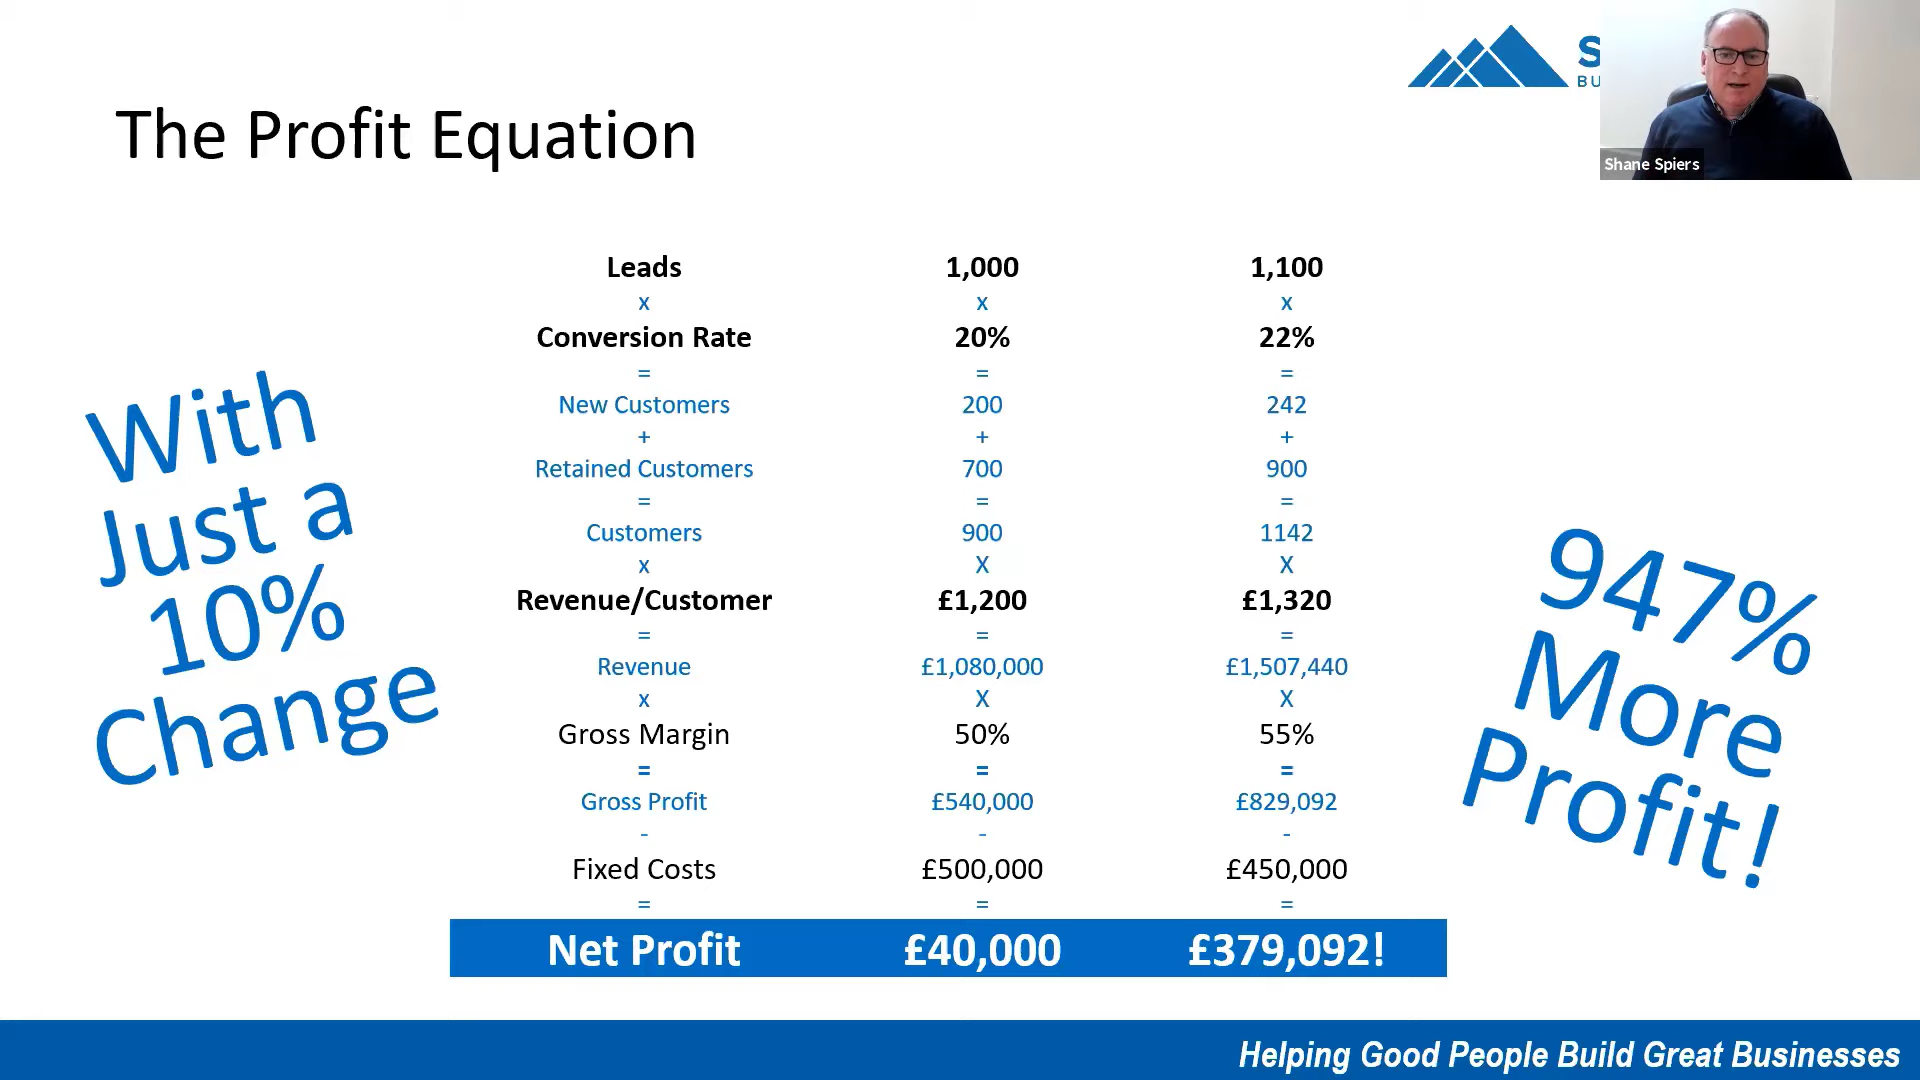 S
BU
Shane Spiers
The Profit Equation
Leads 1,000 1,100
x x x
Conversion Rate 20% 22%
= = =
New Customers 200 242
+ + +
Retained Customers 700 900
= = =
Customers 900 1142
x X X
Revenue/Customer £1,200 £1,320
= = =
Revenue £1,080,000 £1,507,440
x X X
Gross Margin 50% 55%
= = =
Gross Profit £540,000 £829,092
- - -
Fixed Costs £500,000 £450,000
= = =
Net Profit £40,000 £379,092!
With
Just a
10%
Change
947%
More
Profit!
Helping Good People Build Great Businesses